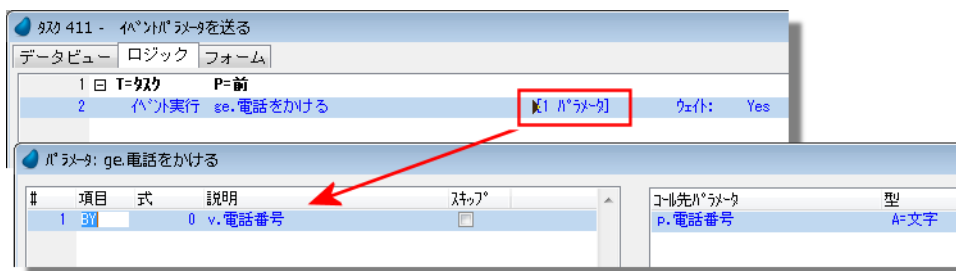 ﾀｽｸ 411 - ｲﾍﾞﾝﾄﾊﾟﾗﾒｰﾀを送る
データビュー ロジック フォーム
1 T=ﾀｽｸ P=前
2 ｲﾍﾞﾝﾄ実行 ge.電話をかける [1 ﾊﾟﾗﾒｰﾀ] ｳｪｲﾄ: Yes
ﾊﾟﾗﾒｰﾀ: ge.電話をかける
# 項目 式 説明 ｽｷｯﾌﾟ ｺｰﾙ先ﾊﾟﾗﾒｰﾀ 型
1 BY 0 v.電話番号 p.電話番号 A=文字